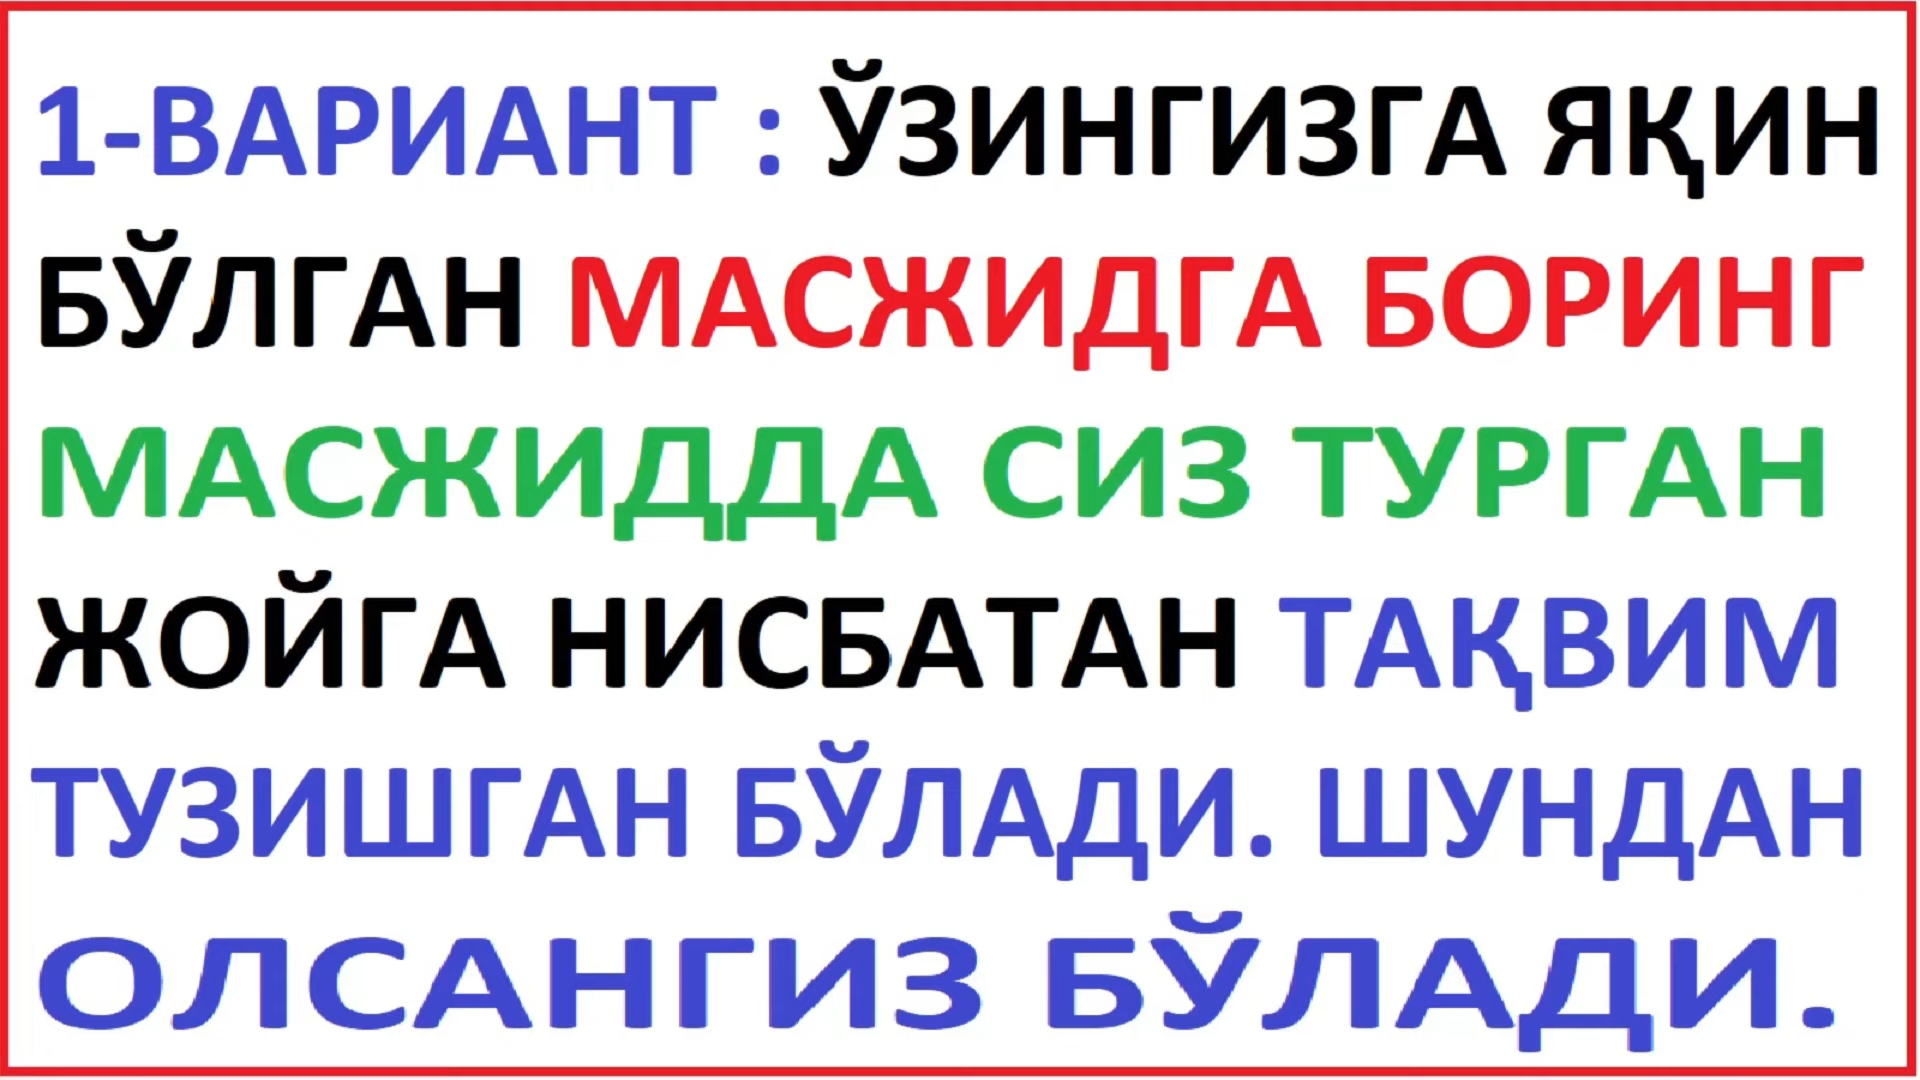 1-ВАРИАНТ : ЎЗИНГИЗГА ЯҚИН
БЎЛГАН МАСЖИДГА БОРИНГ
МАСЖИДДА СИЗ ТУРГАН
ЖОЙГА НИСБАТАН ТАҚВИМ
ТУЗИШГАН БЎЛАДИ. ШУНДАН
ОЛСАНГИЗ БЎЛАДИ.